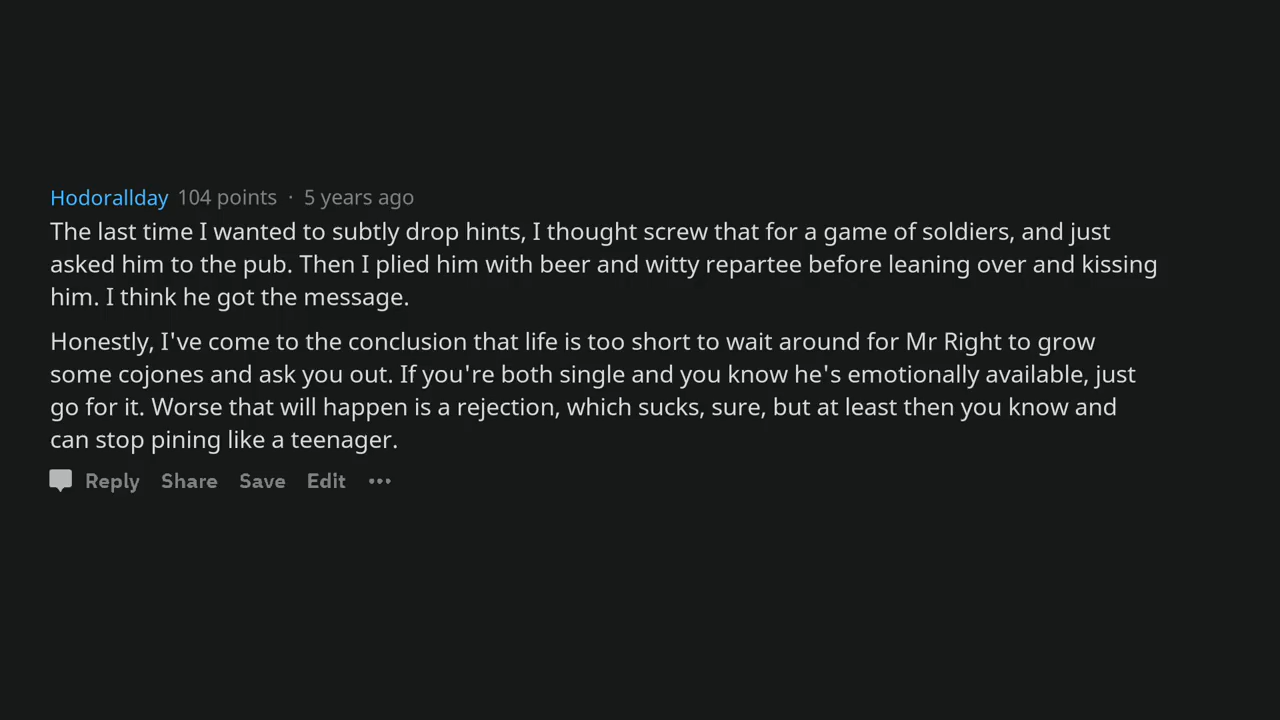 Hodorallday 104 points · 5 years ago
The last time I wanted to subtly drop hints, I thought screw that for a game of soldiers, and just
asked him to the pub. Then I plied him with beer and witty repartee before leaning over and kissing
him. I think he got the message.
Honestly, I've come to the conclusion that life is too short to wait around for Mr Right to grow
some cojones and ask you out. If you're both single and you know he's emotionally available, just
go for it. Worse that will happen is a rejection, which sucks, sure, but at least then you know and
can stop pining like a teenager.
Reply Share Save Edit •••